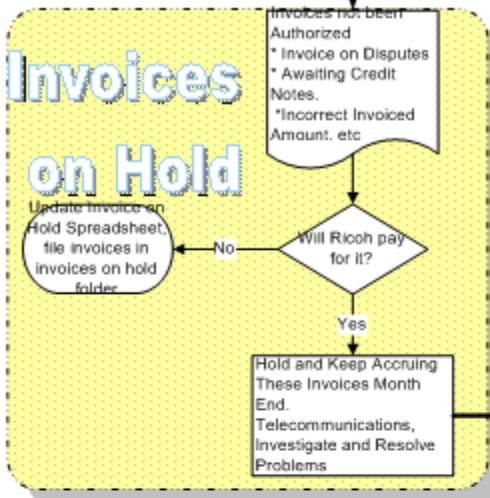 Invoices not been
Authorized
* Invoice on Disputes
* Awaiting Credit
Notes.
*Incorrect Invoiced
Amount. etc
Invoices
on Hold
Update Invoice on
Hold Spreadsheet,
file invoices in
invoices on hold
folder
No
Will Ricoh pay
for it?
Yes
Hold and Keep Accruing
These Invoices Month
End.
Telecommunications,
Investigate and Resolve
Problems